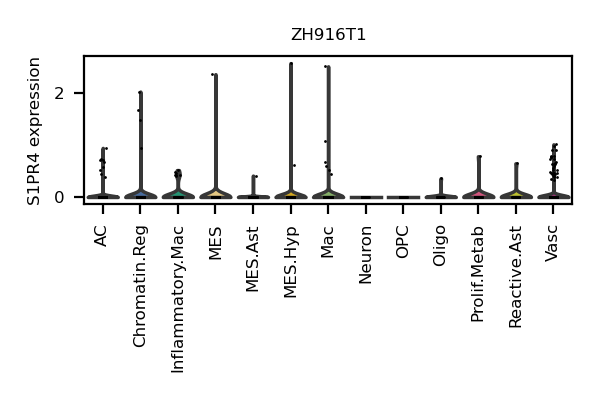 ZH916T1
S1PR4 expression
2
0
AC
Chromatin.Reg
Inflammatory.Mac
MES
MES.Ast
MES.Hyp
Mac
Neuron
OPC
Oligo
Prolif.Metab
Reactive.Ast
Vasc